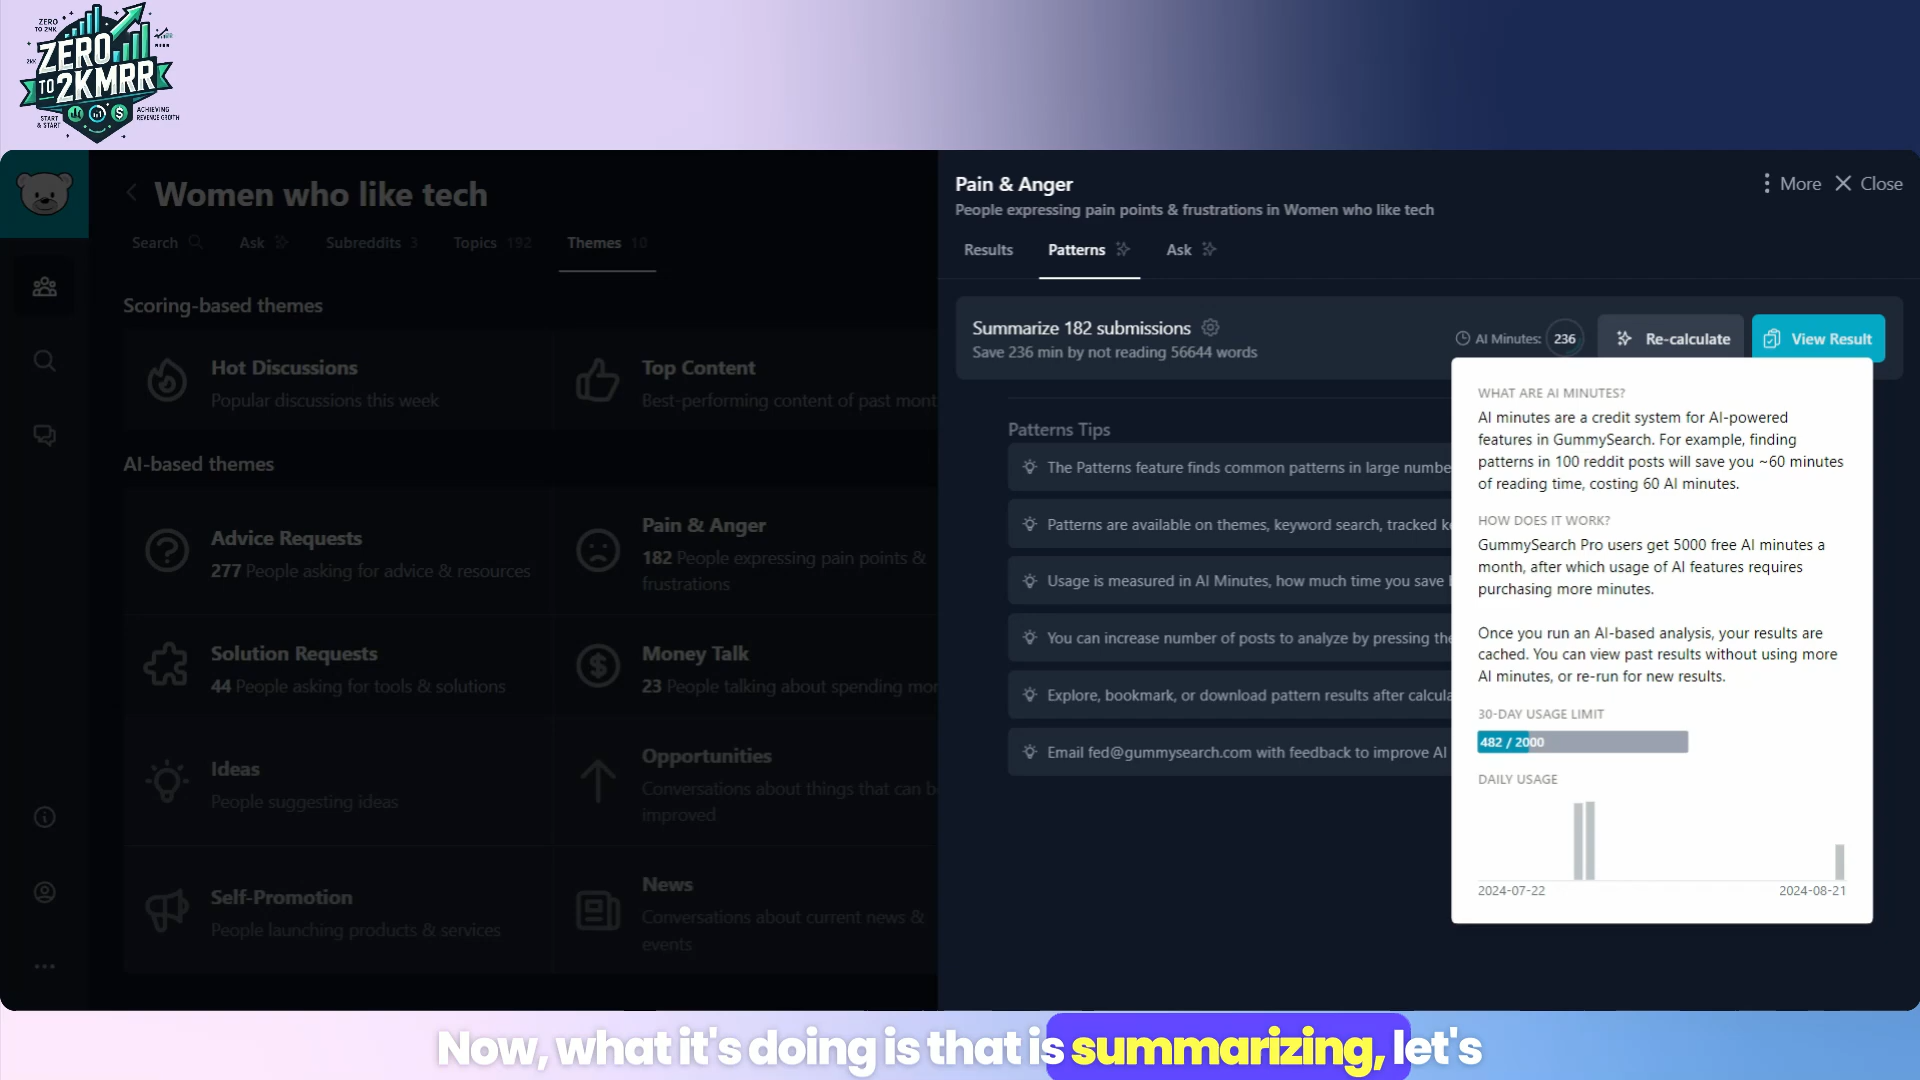 ZERO
TO 2KMRR
START
& START
ACHIEVING
REVENUE GROTH
Women who like tech
Search
Ask
Subreddits 3
Topics 192
Themes 10
Scoring-based themes
Hot Discussions
Popular discussions this week
Top Content
Best-performing content of past mont
AI-based themes
Advice Requests
277 People asking for advice & resources
Pain & Anger
182 People expressing pain points &
frustrations
Solution Requests
44 People asking for tools & solutions
Money Talk
23 People talking about spending mor
Ideas
People suggesting ideas
Opportunities
Conversations about things that can b
improved
Self-Promotion
People launching products & services
News
Conversations about current news &
events
Pain & Anger
People expressing pain points & frustrations in Women who like tech
More
Close
Results
Patterns
Ask
Summarize 182 submissions
Save 236 min by not reading 56644 words
AI Minutes: 236
Re-calculate
View Result
Patterns Tips
The Patterns feature finds common patterns in large numbe
Patterns are available on themes, keyword search, tracked k
Usage is measured in AI Minutes, how much time you save
You can increase number of posts to analyze by pressing the
Explore, bookmark, or download pattern results after calcula
Email fed@gummysearch.com with feedback to improve AI
WHAT ARE AI MINUTES?
AI minutes are a credit system for AI-powered
features in GummySearch. For example, finding
patterns in 100 reddit posts will save you ~60 minutes
of reading time, costing 60 AI minutes.
HOW DOES IT WORK?
GummySearch Pro users get 5000 free AI minutes a
month, after which usage of AI features requires
purchasing more minutes.
Once you run an AI-based analysis, your results are
cached. You can view past results without using more
AI minutes, or re-run for new results.
30-DAY USAGE LIMIT
482 / 2000
DAILY USAGE
2024-07-22
2024-08-21
Now, what it's doing is that is summarizing, let's